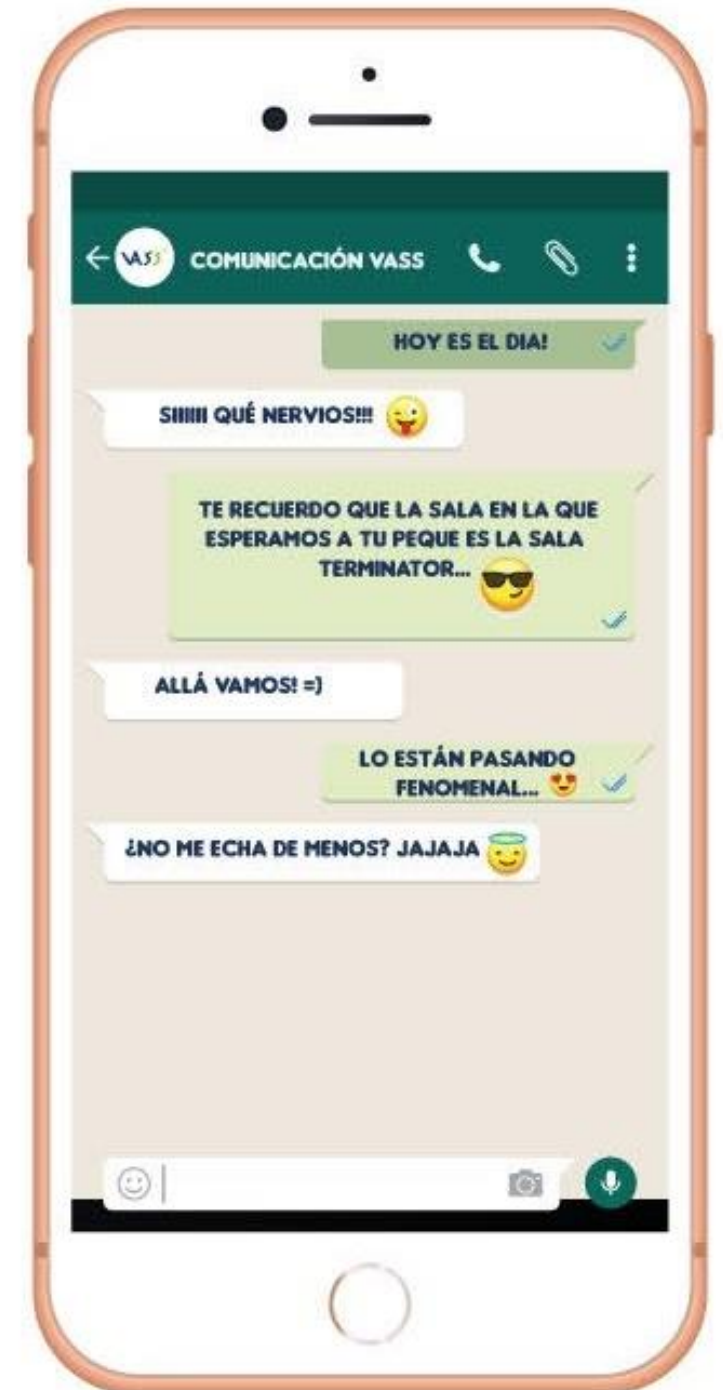 VASS
COMUNICACIÓN VASS
HOY ES EL DIA!
SIIIIII QUÉ NERVIOS!!! 😜
TE RECUERDO QUE LA SALA EN LA QUE
ESPERAMOS A TU PEQUE ES LA SALA
TERMINATOR... 😎
ALLÁ VAMOS! =)
LO ESTÁN PASANDO
FENOMENAL... 😍
¿NO ME ECHA DE MENOS? JAJAJA 😇